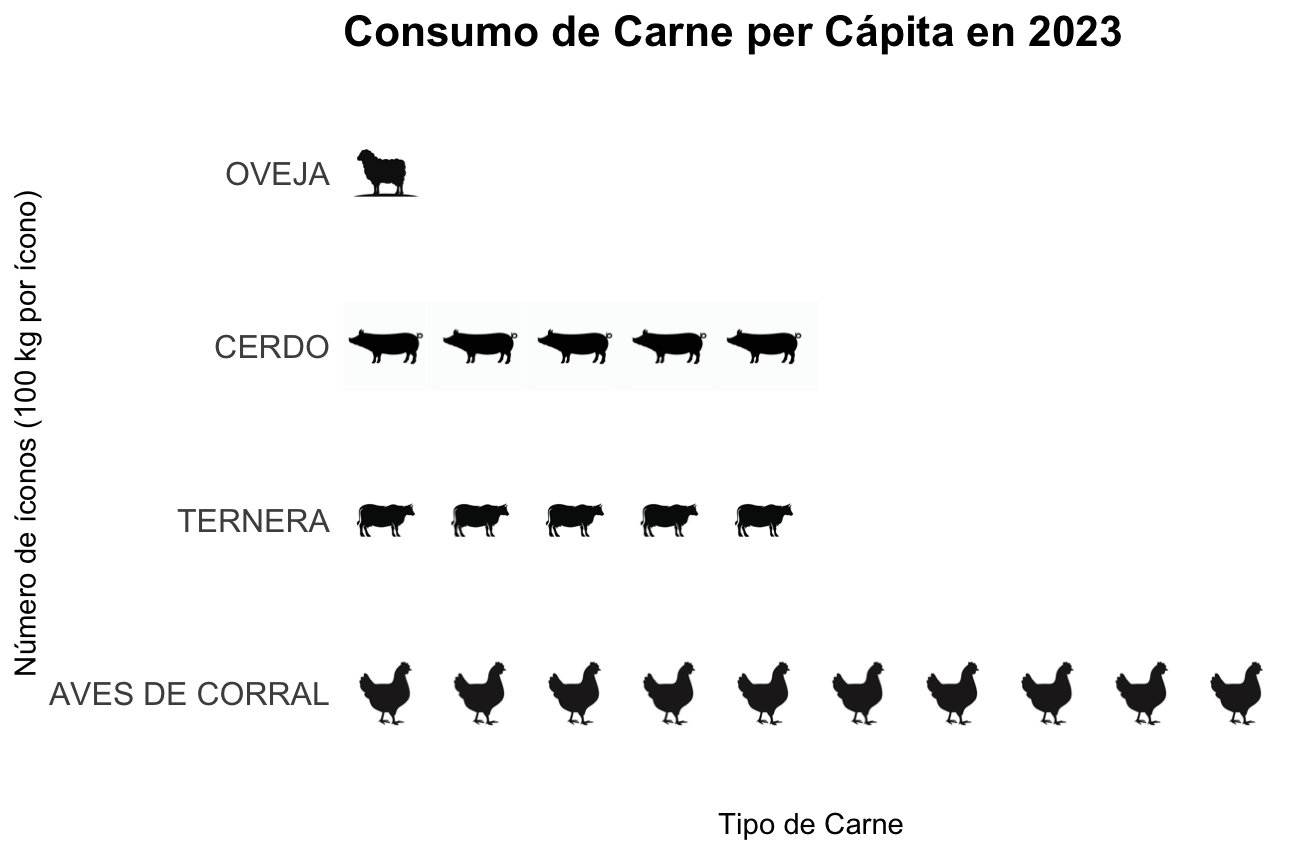 Consumo de Carne per Cápita en 2023
Número de íconos (100 kg por ícono)
OVEJA
CERDO
TERNERA
AVES DE CORRAL
Tipo de Carne